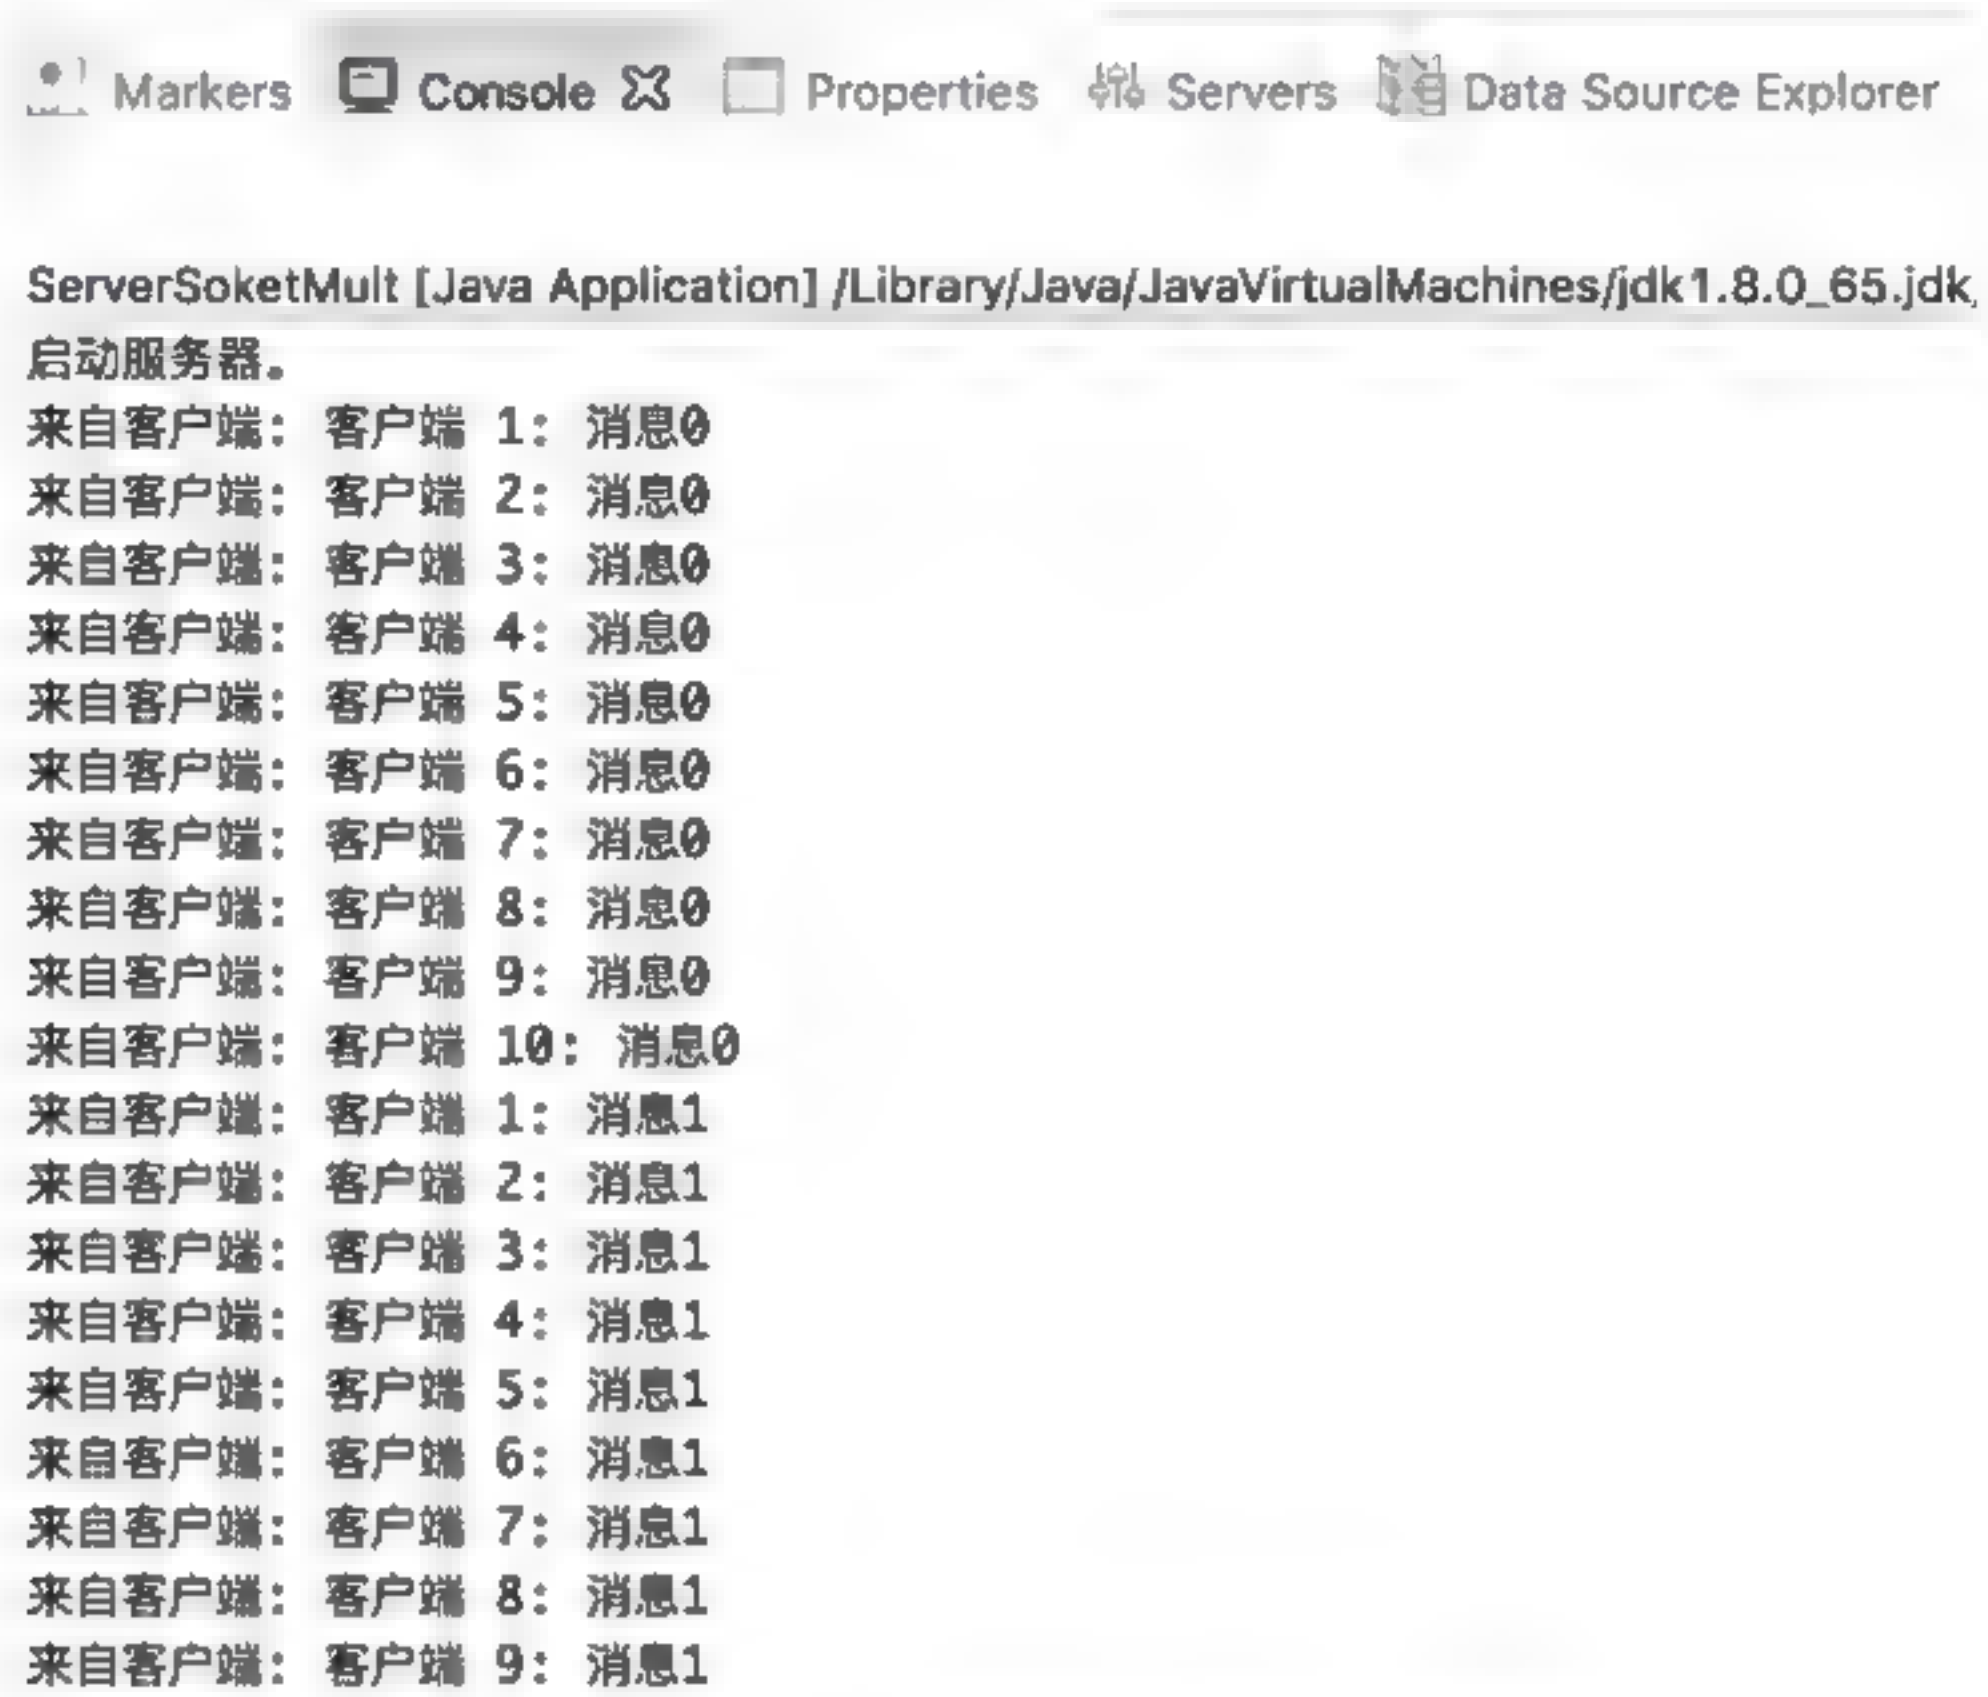 Markers Console Properties Servers Data Source Explorer
ServerSoketMult [Java Application] /Library/Java/JavaVirtualMachines/jdk1.8.0_65.jdk/
启动服务器。
来自客户端: 客户端 1: 消息0
来自客户端: 客户端 2: 消息0
来自客户端: 客户端 3: 消息0
来自客户端: 客户端 4: 消息0
来自客户端: 客户端 5: 消息0
来自客户端: 客户端 6: 消息0
来自客户端: 客户端 7: 消息0
来自客户端: 客户端 8: 消息0
来自客户端: 客户端 9: 消息0
来自客户端: 客户端 10: 消息0
来自客户端: 客户端 1: 消息1
来自客户端: 客户端 2: 消息1
来自客户端: 客户端 3: 消息1
来自客户端: 客户端 4: 消息1
来自客户端: 客户端 5: 消息1
来自客户端: 客户端 6: 消息1
来自客户端: 客户端 7: 消息1
来自客户端: 客户端 8: 消息1
来自客户端: 客户端 9: 消息1